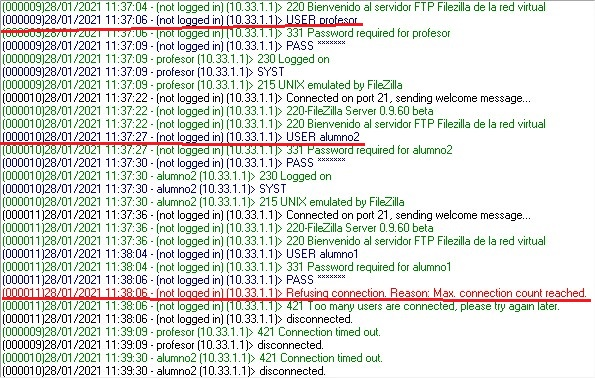 (000009)28/01/2021 11:37:04 - (not logged in) (10.33.1.1)> 220 Bienvenido al servidor FTP Filezilla de la red virtual
(000009)28/01/2021 11:37:06 - (not logged in) (10.33.1.1)> USER profesor
(000009)28/01/2021 11:37:06 - (not logged in) (10.33.1.1)> 331 Password required for profesor
(000009)28/01/2021 11:37:09 - (not logged in) (10.33.1.1)> PASS *******
(000009)28/01/2021 11:37:09 - profesor (10.33.1.1)> 230 Logged on
(000009)28/01/2021 11:37:09 - profesor (10.33.1.1)> SYST
(000009)28/01/2021 11:37:09 - profesor (10.33.1.1)> 215 UNIX emulated by FileZilla
(000010)28/01/2021 11:37:22 - (not logged in) (10.33.1.1)> Connected on port 21, sending welcome message...
(000010)28/01/2021 11:37:22 - (not logged in) (10.33.1.1)> 220-FileZilla Server 0.9.60 beta
(000010)28/01/2021 11:37:22 - (not logged in) (10.33.1.1)> 220 Bienvenido al servidor FTP Filezilla de la red virtual
(000010)28/01/2021 11:37:27 - (not logged in) (10.33.1.1)> USER alumno2
(000010)28/01/2021 11:37:27 - (not logged in) (10.33.1.1)> 331 Password required for alumno2
(000010)28/01/2021 11:37:30 - (not logged in) (10.33.1.1)> PASS *******
(000010)28/01/2021 11:37:30 - alumno2 (10.33.1.1)> 230 Logged on
(000010)28/01/2021 11:37:30 - alumno2 (10.33.1.1)> SYST
(000010)28/01/2021 11:37:30 - alumno2 (10.33.1.1)> 215 UNIX emulated by FileZilla
(000011)28/01/2021 11:37:36 - (not logged in) (10.33.1.1)> Connected on port 21, sending welcome message...
(000011)28/01/2021 11:37:36 - (not logged in) (10.33.1.1)> 220-FileZilla Server 0.9.60 beta
(000011)28/01/2021 11:37:36 - (not logged in) (10.33.1.1)> 220 Bienvenido al servidor FTP Filezilla de la red virtual
(000011)28/01/2021 11:38:04 - (not logged in) (10.33.1.1)> USER alumno1
(000011)28/01/2021 11:38:04 - (not logged in) (10.33.1.1)> 331 Password required for alumno1
(000011)28/01/2021 11:38:06 - (not logged in) (10.33.1.1)> PASS *******
(000011)28/01/2021 11:38:06 - (not logged in) (10.33.1.1)> Refusing connection. Reason: Max. connection count reached.
(000011)28/01/2021 11:38:06 - (not logged in) (10.33.1.1)> 421 Too many users are connected, please try again later.
(000011)28/01/2021 11:38:06 - (not logged in) (10.33.1.1)> disconnected.
(000009)28/01/2021 11:39:09 - profesor (10.33.1.1)> 421 Connection timed out.
(000009)28/01/2021 11:39:09 - profesor (10.33.1.1)> disconnected.
(000010)28/01/2021 11:39:30 - alumno2 (10.33.1.1)> 421 Connection timed out.
(000010)28/01/2021 11:39:30 - alumno2 (10.33.1.1)> disconnected.